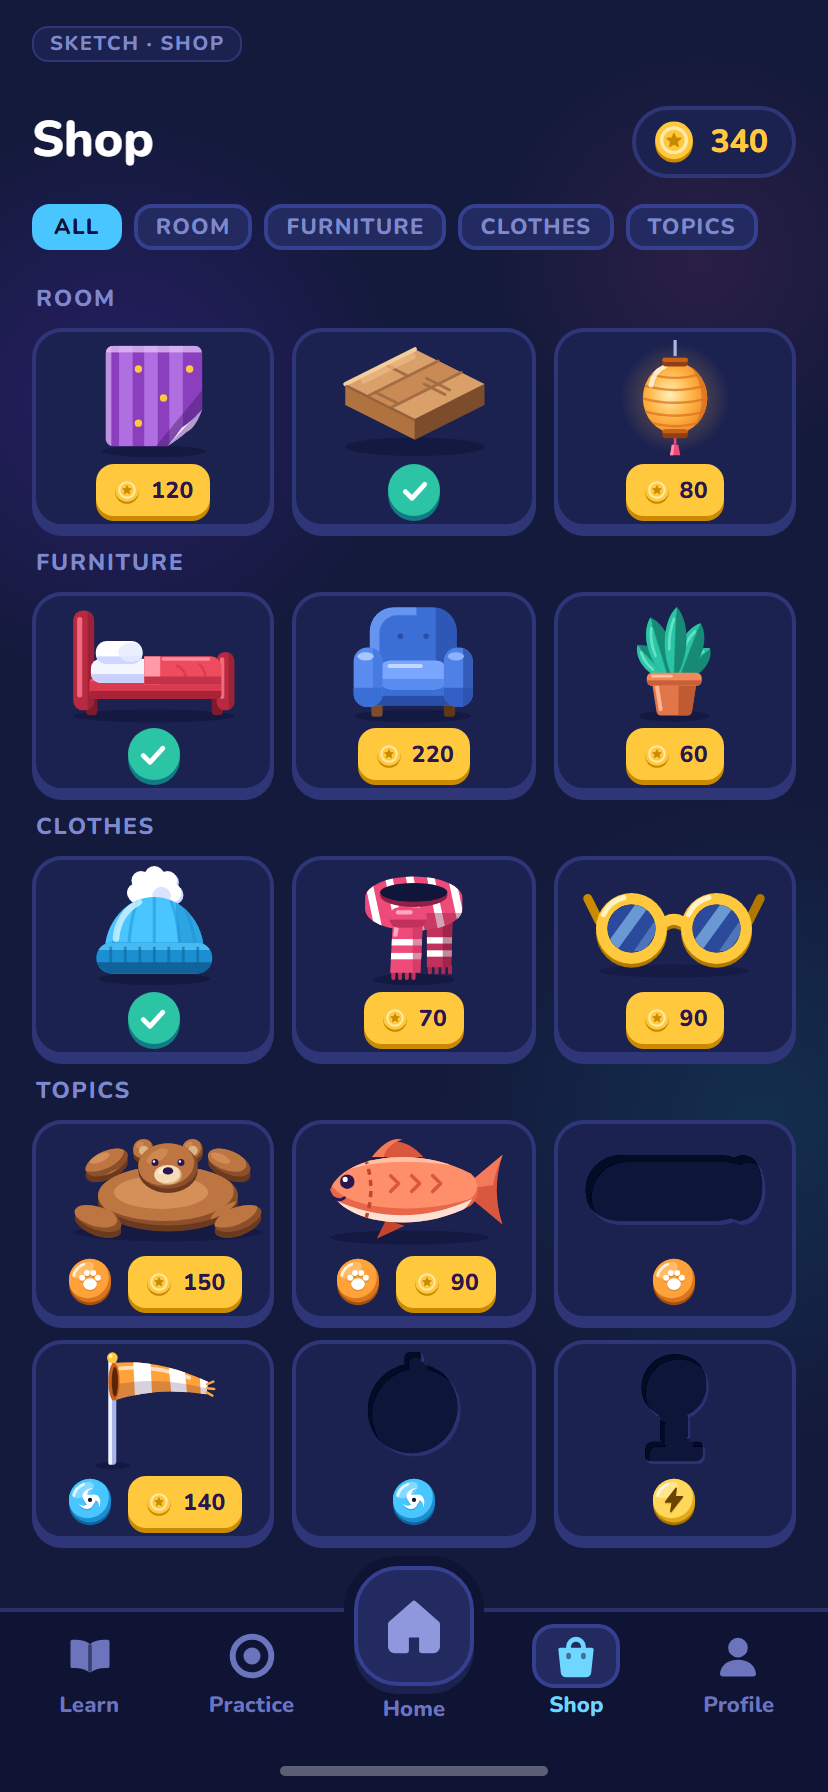 SKETCH · SHOP
Shop
340
ALL ROOM FURNITURE CLOTHES TOPICS
ROOM
120
80
FURNITURE
220
60
CLOTHES
70
90
TOPICS
150
90
140
Learn Practice Home Shop Profile